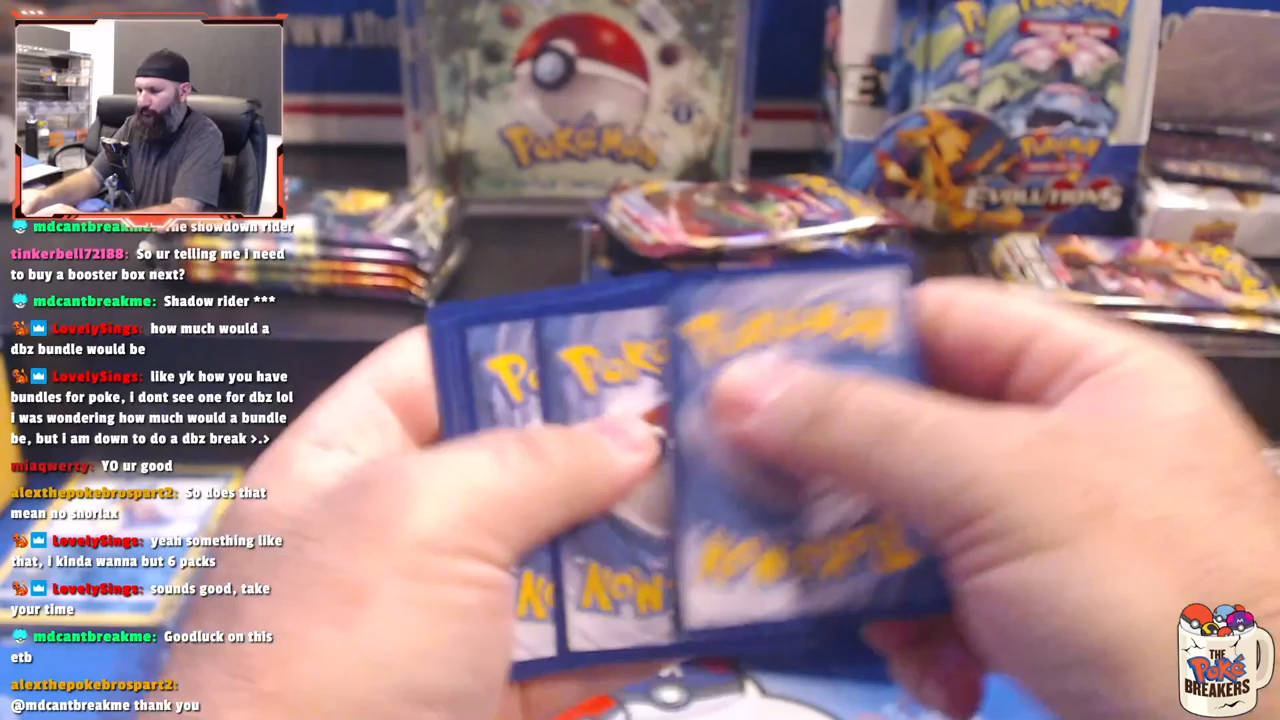 mdcantbreakme: The showdown rider
tinkerbell72188: So ur telling me i need
to buy a booster box next?
mdcantbreakme: Shadow rider ***
LovelySings: how much would a
dbz bundle would be
LovelySings: like yk how you have
bundles for poke, i dont see one for dbz lol
i was wondering how much would a bundle
be, but i am down to do a dbz break >.>
miaqwerty: YO ur good
alexthepokebrospart2: So does that
mean no snorlax
LovelySings: yeah something like
that, i kinda wanna but 6 packs
LovelySings: sounds good, take
your time
mdcantbreakme: Goodluck on this
etb
alexthepokebrospart2:
@mdcantbreakme thank you
POKéMON
POKéMON
EVOLUTIONS
THE
Poké
BREAKERS